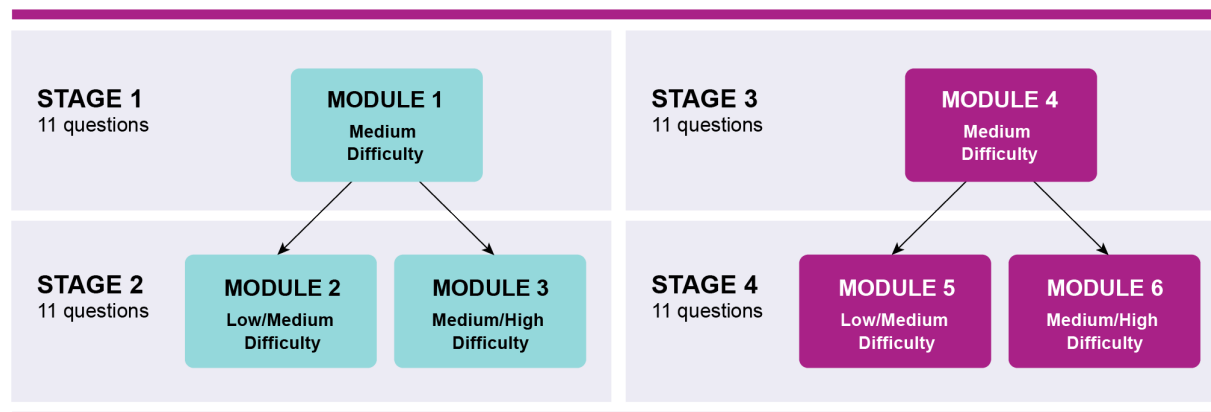 STAGE 1
11 questions
MODULE 1
Medium
Difficulty
STAGE 2
11 questions
MODULE 2
Low/Medium
Difficulty
MODULE 3
Medium/High
Difficulty
STAGE 3
11 questions
MODULE 4
Medium
Difficulty
STAGE 4
11 questions
MODULE 5
Low/Medium
Difficulty
MODULE 6
Medium/High
Difficulty